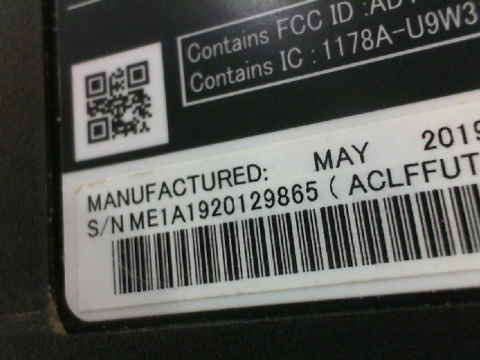 Contains FCC ID :
Contains IC : 1178A-U9W3
MANUFACTURED: MAY 2019
S/N ME1A1920129865 ( ACLFFUT